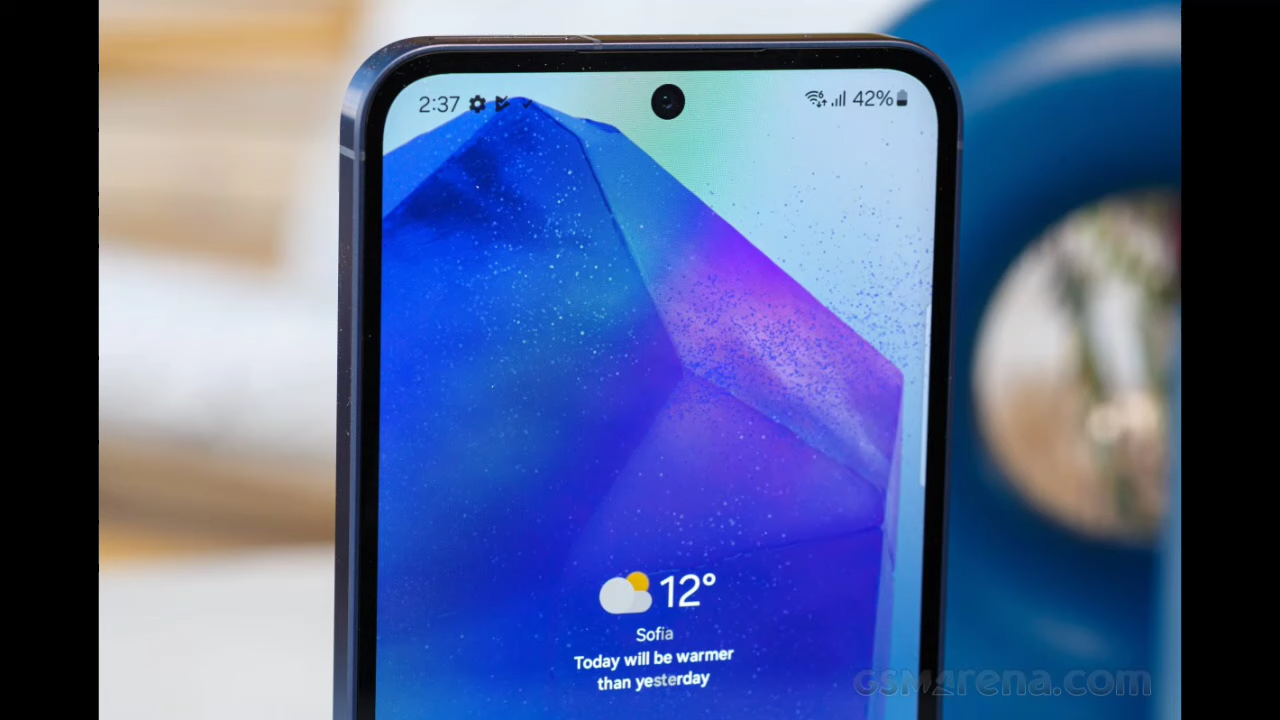 2:37
42%
12°
Sofia
Today will be warmer
than yesterday
GSMArena.com